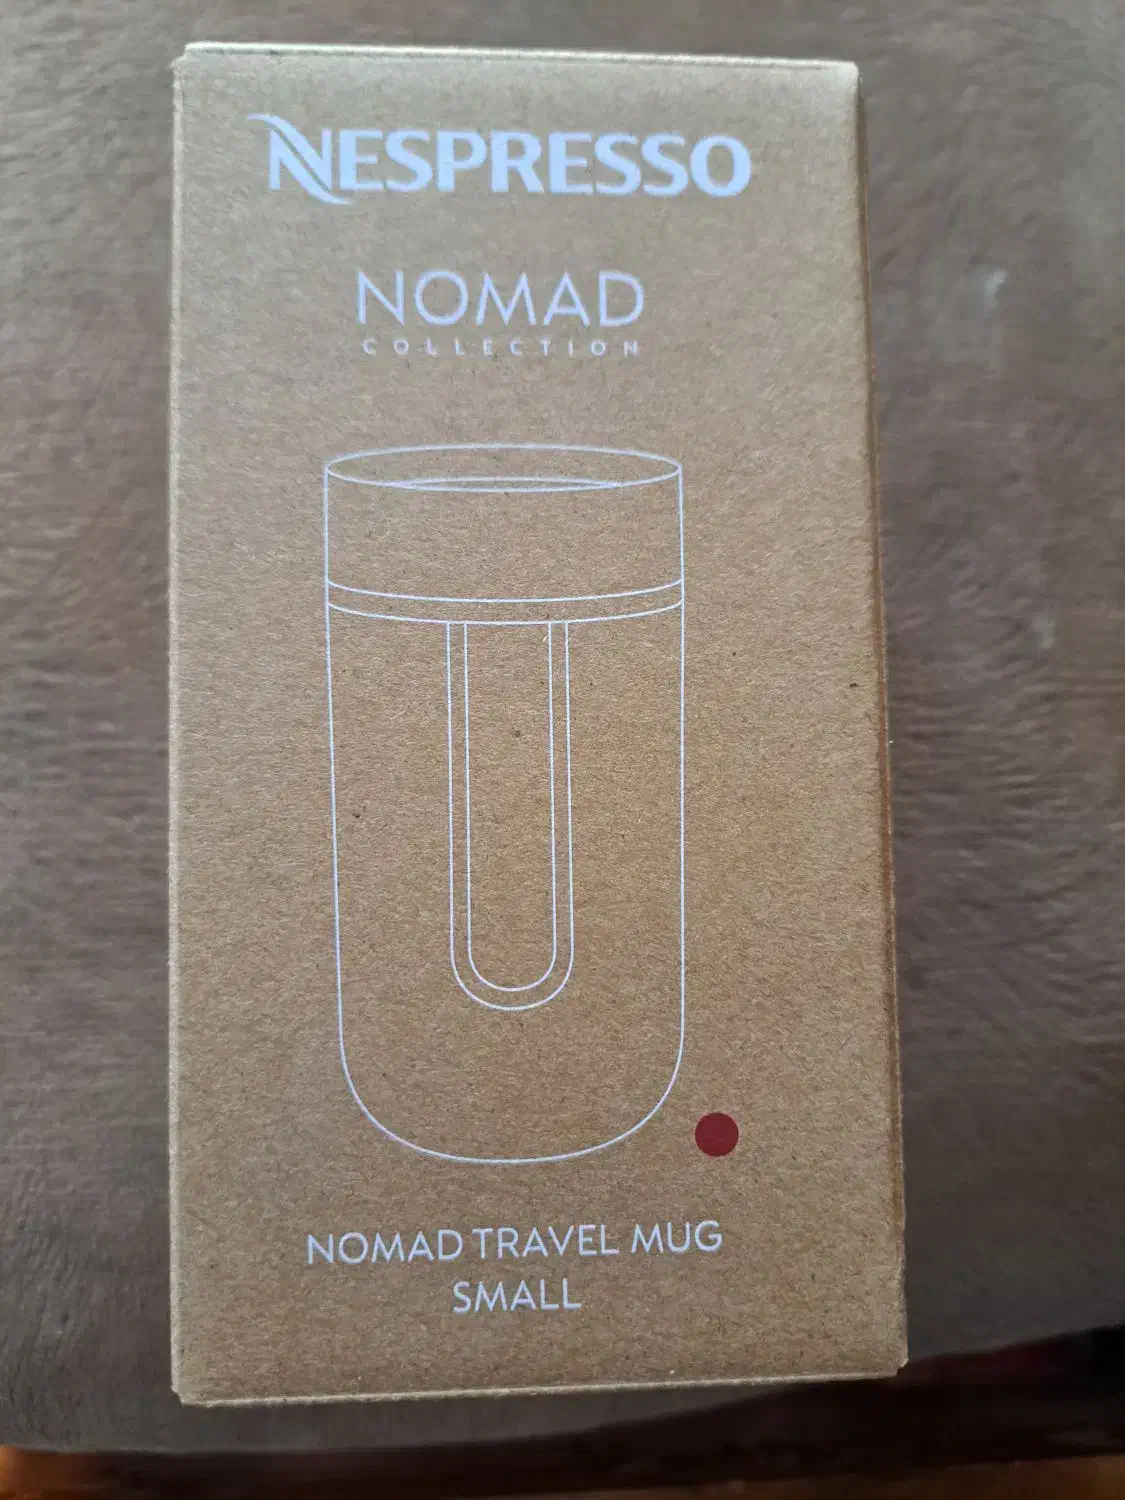 NESPRESSO
NOMAD
COLLECTION
NOMAD TRAVEL MUG
SMALL